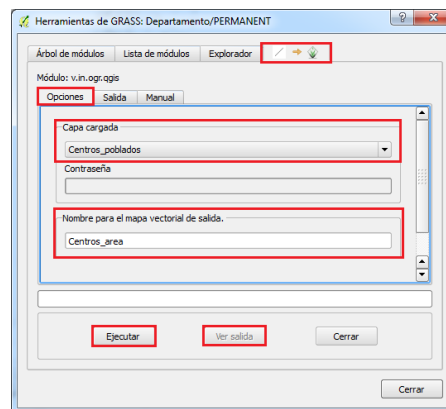 Herramientas de GRASS: Departamento/PERMANENT
Árbol de módulos Lista de módulos Explorador
Módulo: v.in.ogr.qgis
Opciones Salida Manual
Capa cargada
Centros_poblados
Contraseña
Nombre para el mapa vectorial de salida.
Centros_area
Ejecutar Ver salida Cerrar
Cerrar